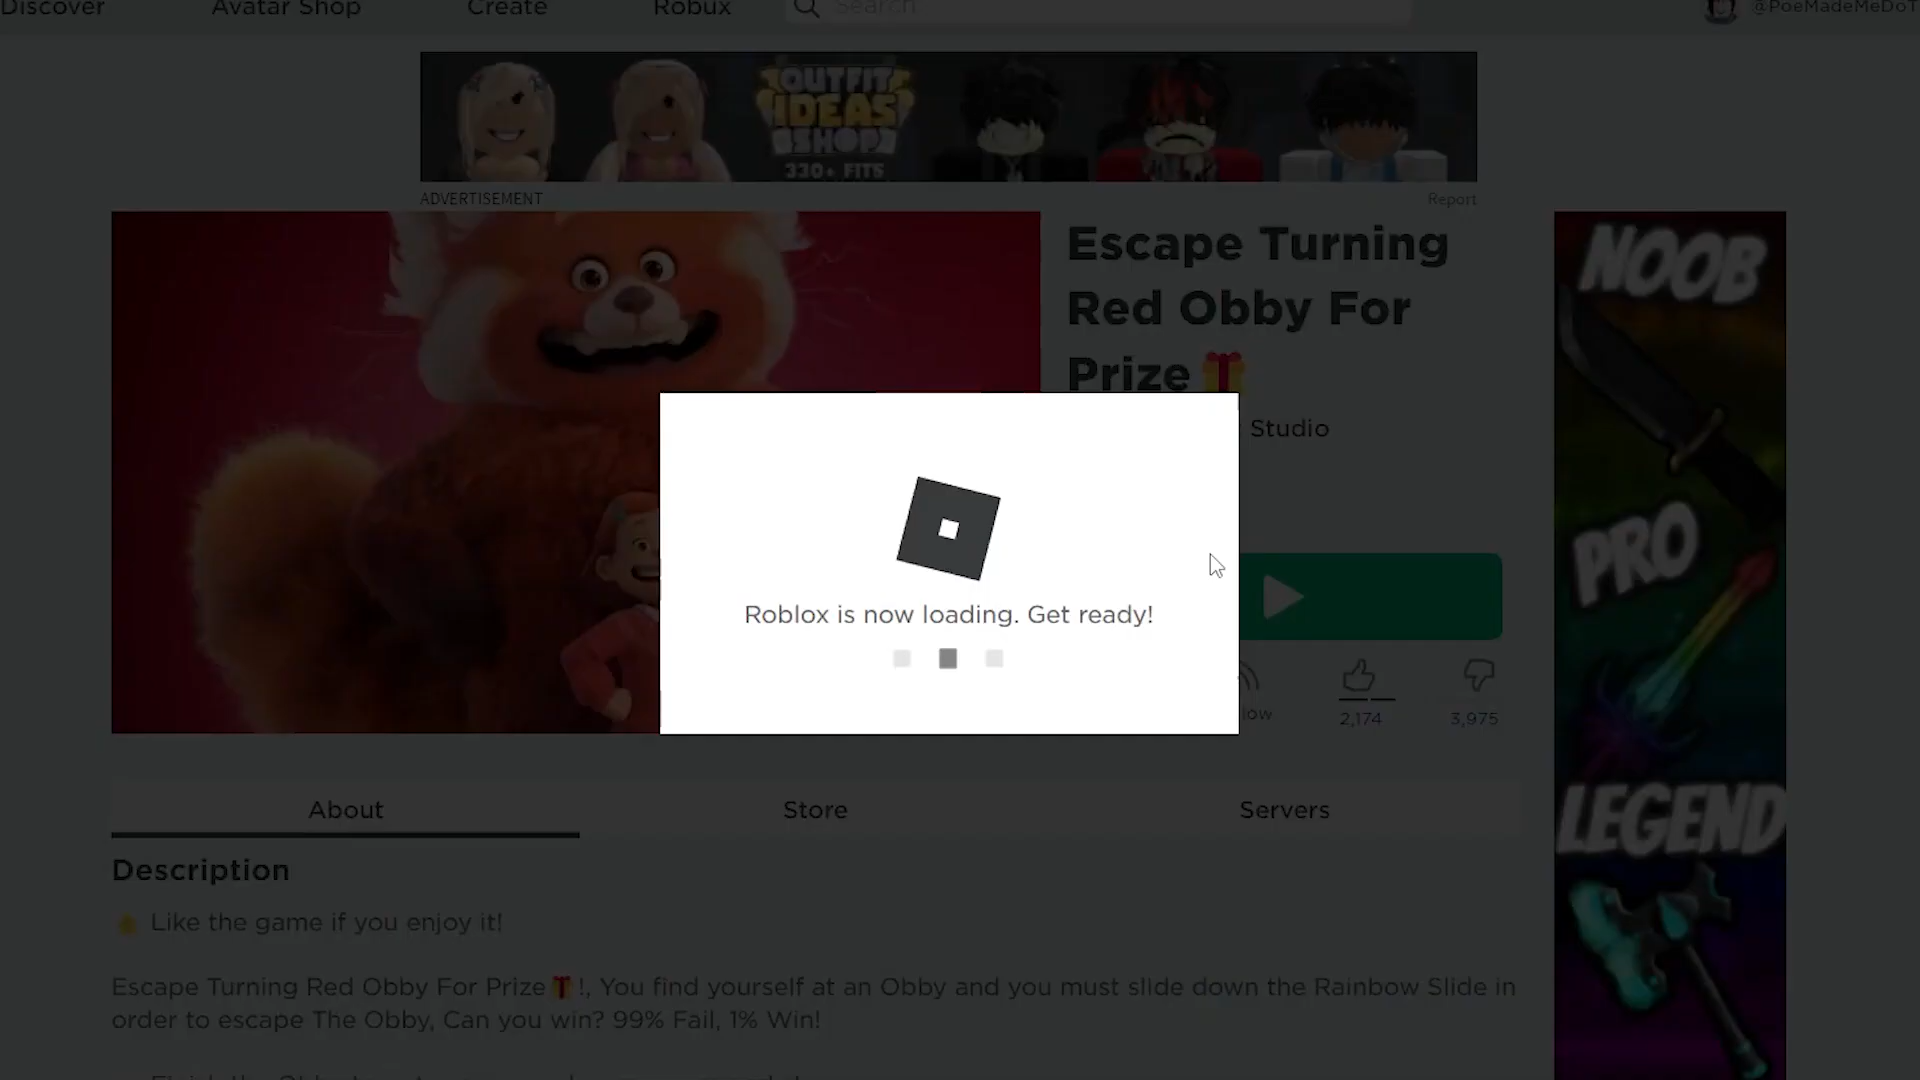 Discover
Avatar Shop
Create
Robux
Search
@PoeMadeMeDoT
OUTFIT
IDEAS
SHOP
330+ FITS
ADVERTISEMENT
Report
Escape Turning
Red Obby For
Prize
Studio
NOOB
PRO
LEGEND
Roblox is now loading. Get ready!
low
2,174
3,975
About
Store
Servers
Description
Like the game if you enjoy it!
Escape Turning Red Obby For Prize !, You find yourself at an Obby and you must slide down the Rainbow Slide in
order to escape The Obby, Can you win? 99% Fail, 1% Win!